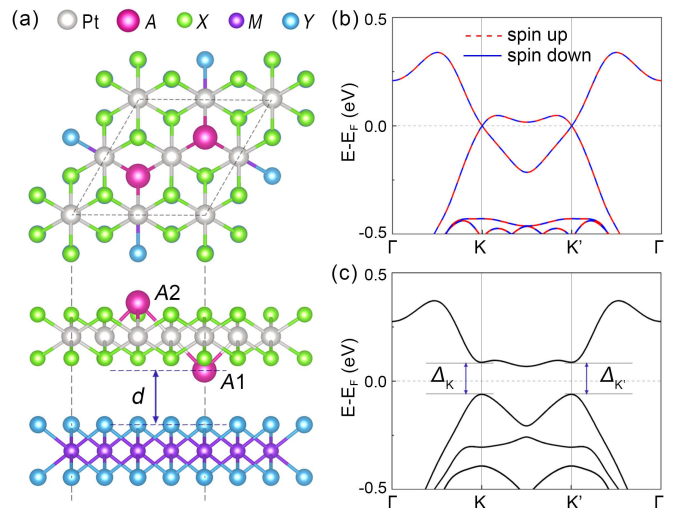 (a) Pt A X M Y
A2
A1
d
(b)
0.5
spin up
spin down
E-E_F (eV)
0.0
-0.5
Γ K K' Γ
(c)
0.5
E-E_F (eV)
Δ_K Δ_K'
0.0
-0.5
Γ K K' Γ